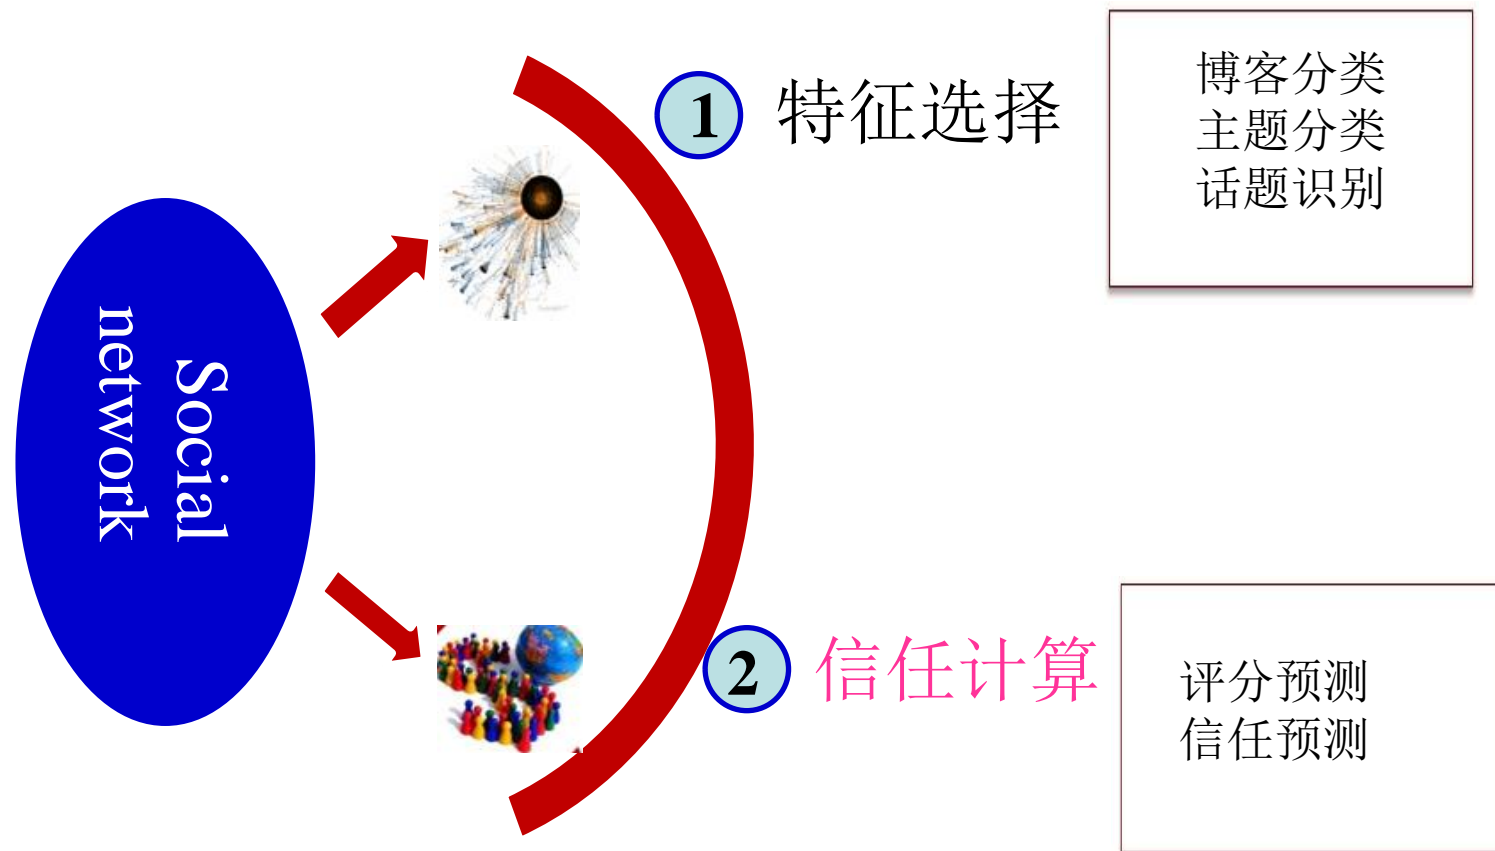 Social
network
1
特征选择
博客分类
主题分类
话题识别
2
信任计算
评分预测
信任预测